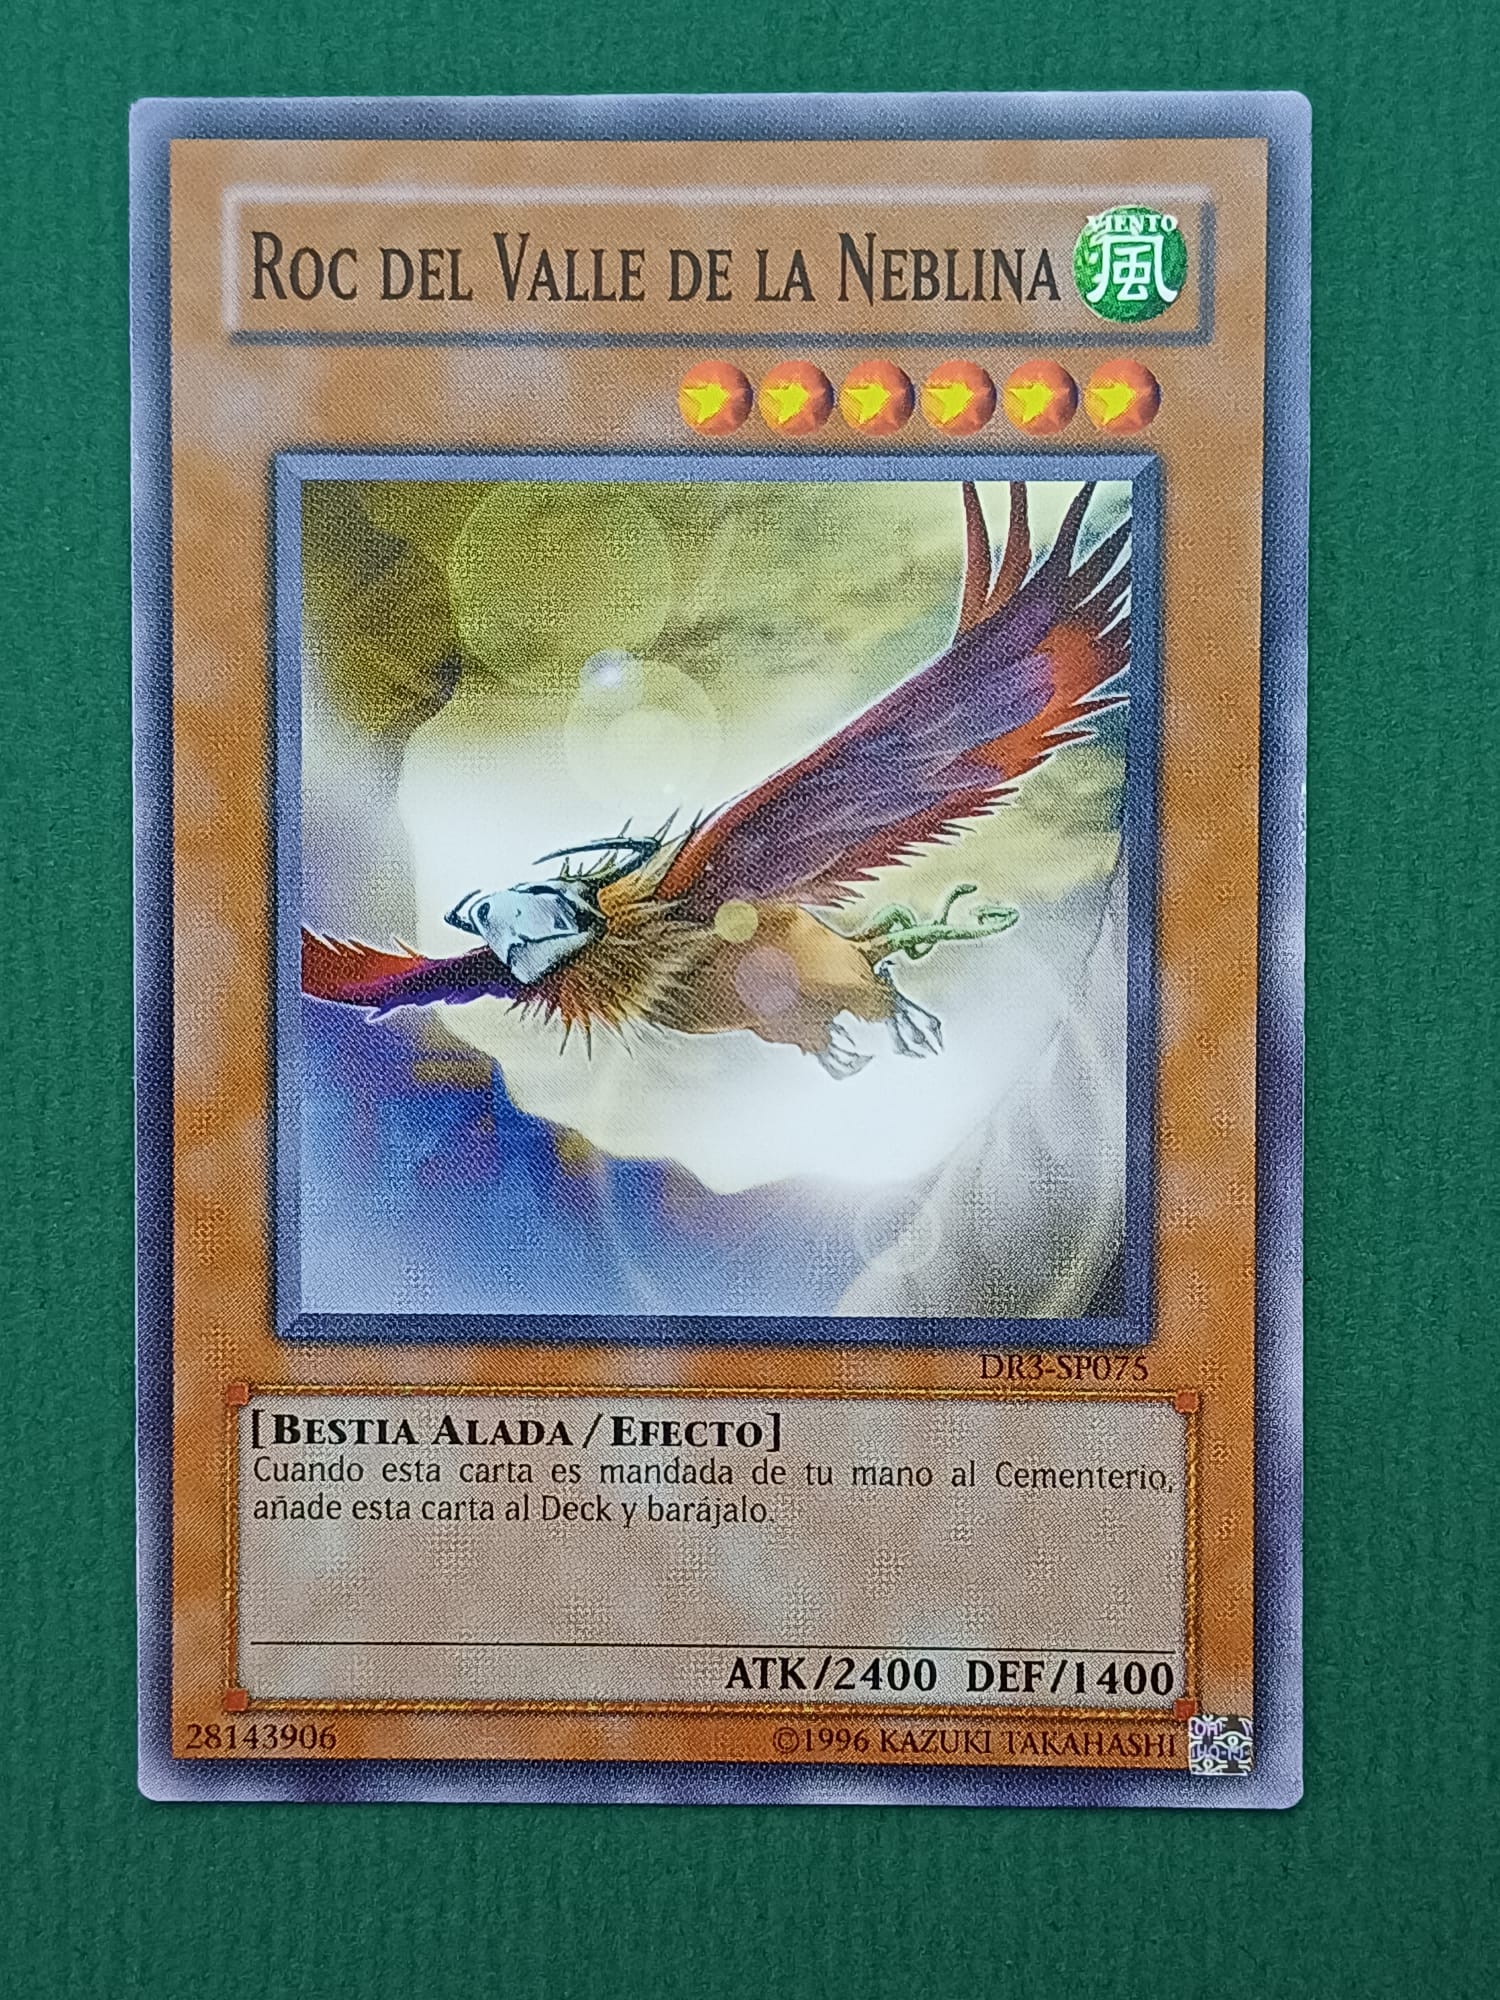 ROC DEL VALLE DE LA NEBLINA
VIENTO
風
DR3-SP075
[BESTIA ALADA/EFECTO]
Cuando esta carta es mandada de tu mano al Cementerio,
añade esta carta al Deck y barájalo.
ATK/2400 DEF/1400
28143906 ©1996 KAZUKI TAKAHASHI